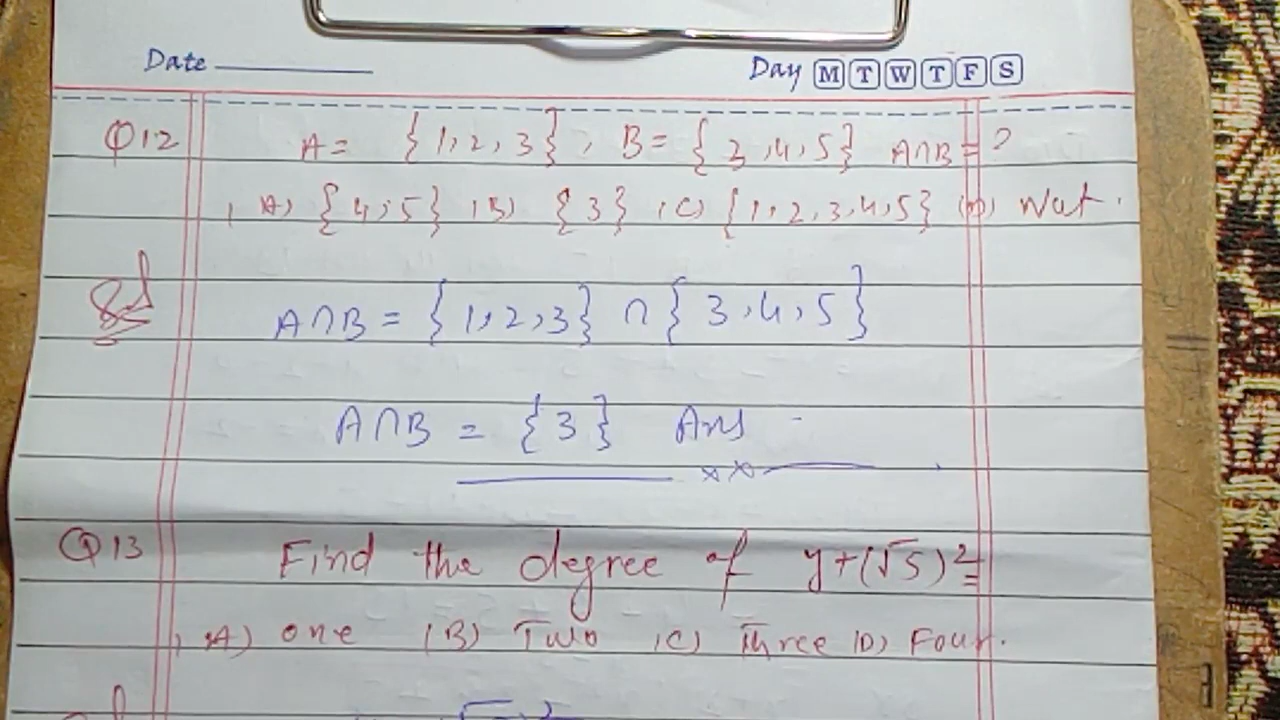 Date
Day M T W T F S
Q12 A = {1, 2, 3}, B = {3, 4, 5} A∩B = ?
(A) {4, 5} (B) {3} (C) {1, 2, 3, 4, 5} (D) Not.
Sol A∩B = {1, 2, 3} ∩ {3, 4, 5}
A∩B = {3} Ans
Q13 Find the degree of y+(√5)²=
(A) one (B) Two (C) Three (D) Four.